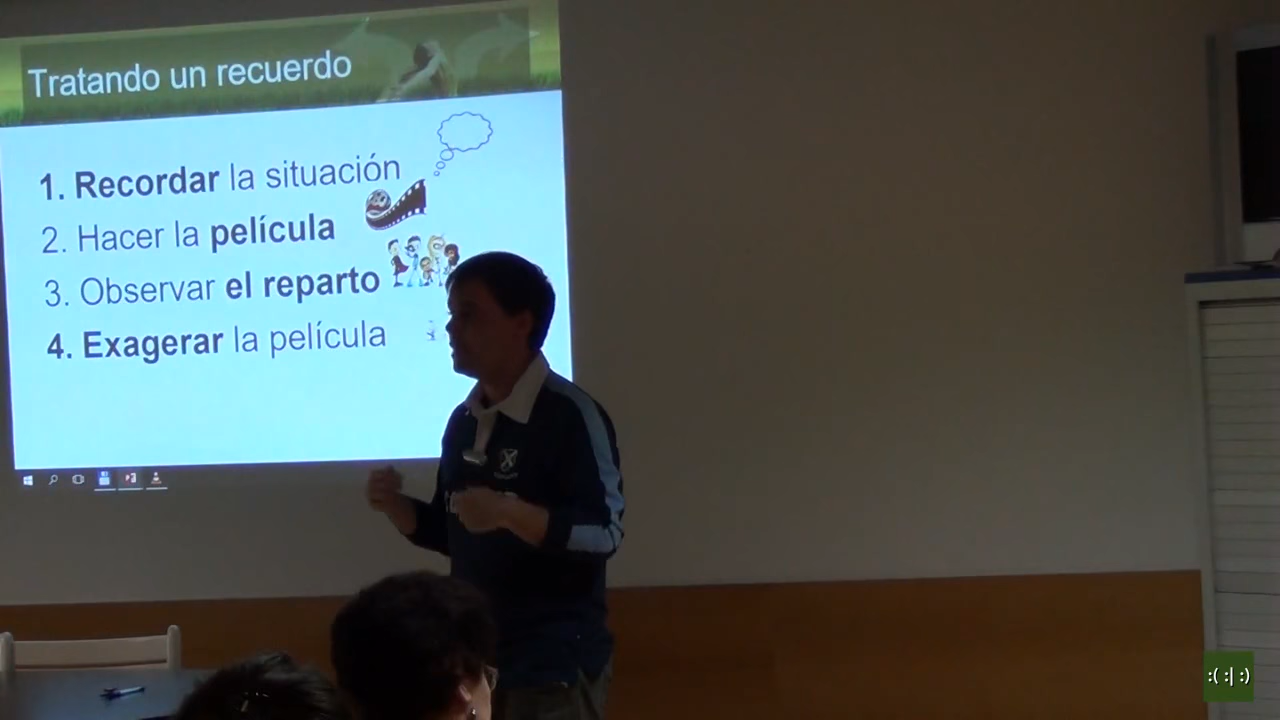 Tratando un recuerdo
1. Recordar la situación
2. Hacer la película
3. Observar el reparto
4. Exagerar la película
:( :| :)